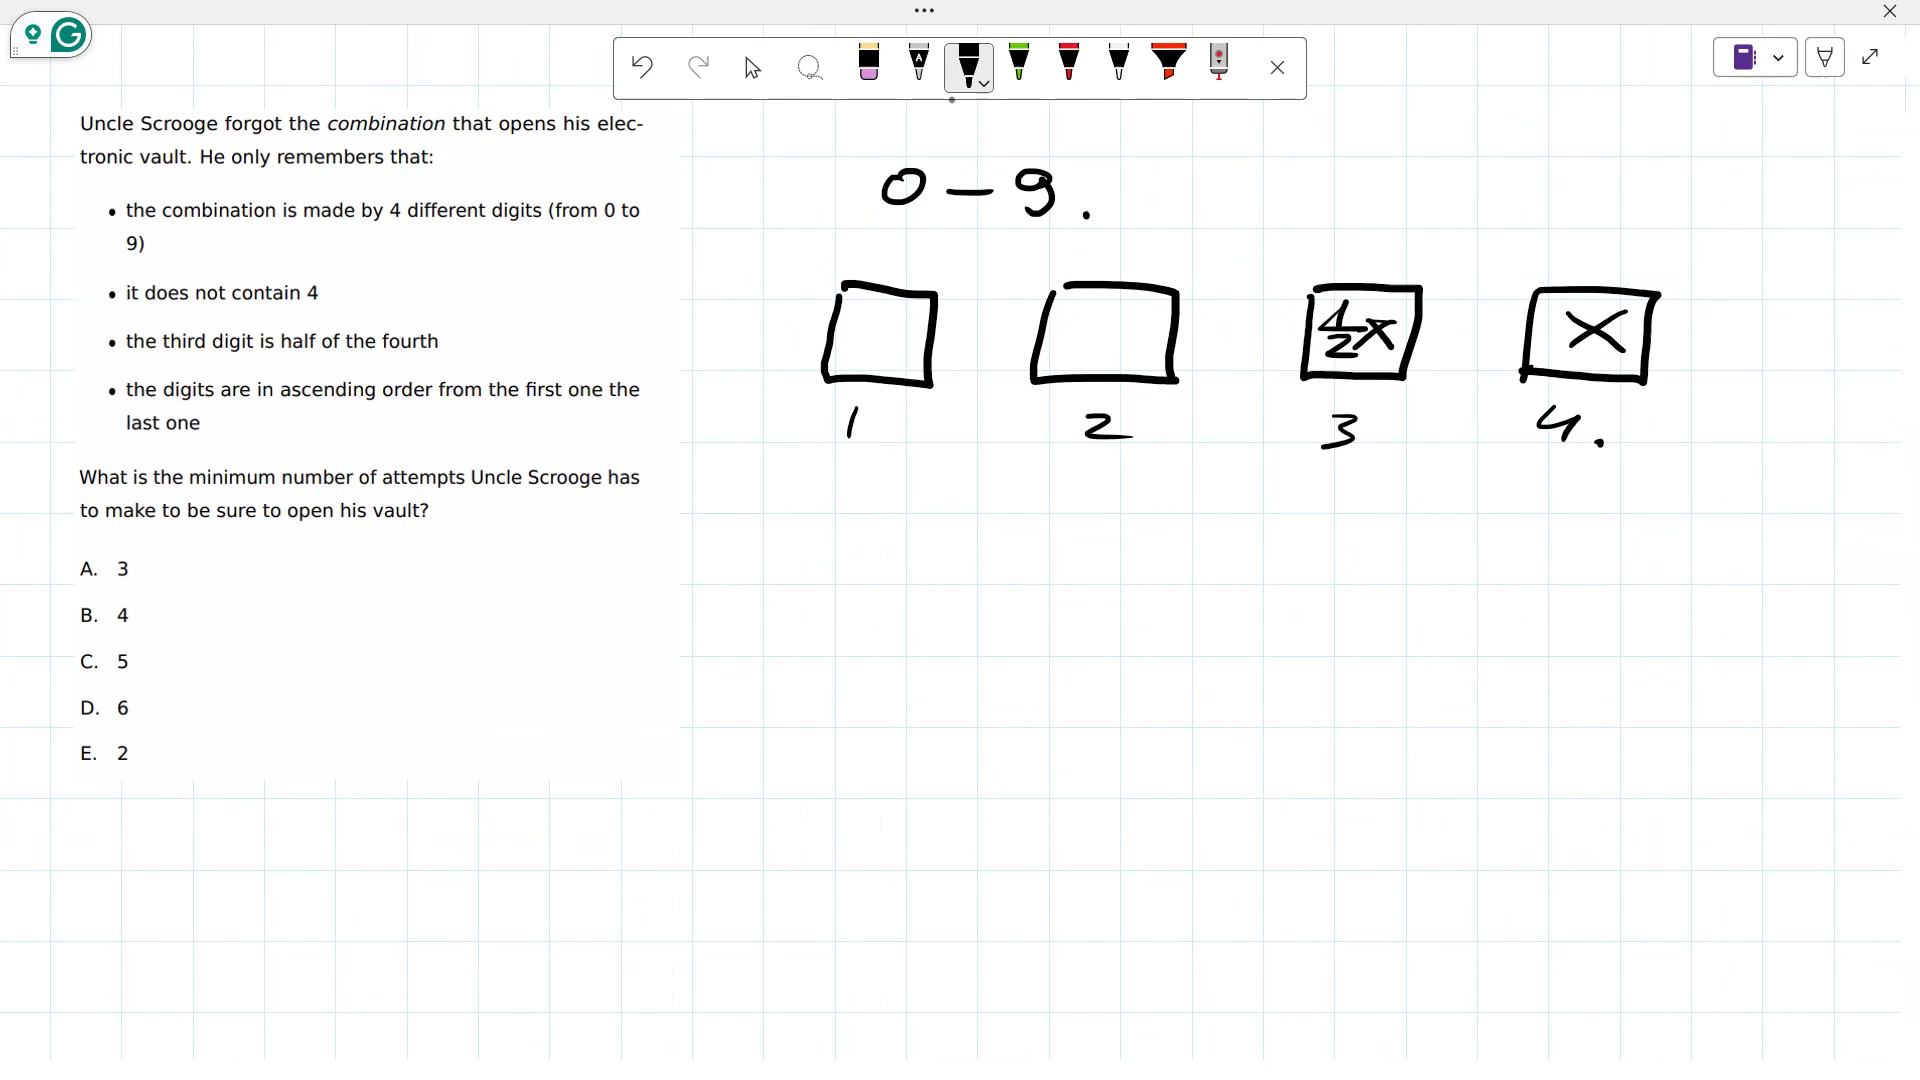 Uncle Scrooge forgot the combination that opens his elec-
tronic vault. He only remembers that:
• the combination is made by 4 different digits (from 0 to
9)
• it does not contain 4
• the third digit is half of the fourth
• the digits are in ascending order from the first one the
last one
What is the minimum number of attempts Uncle Scrooge has
to make to be sure to open his vault?
A. 3
B. 4
C. 5
D. 6
E. 2
0 — 9.
1/2x x
1 2 3 4.